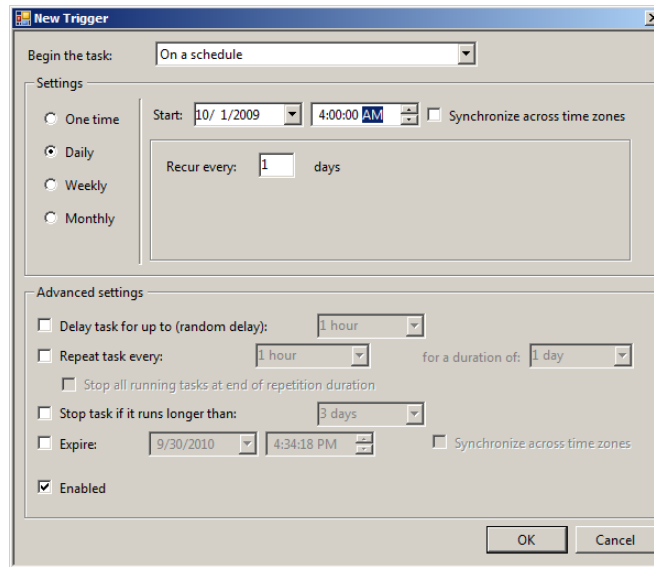 New Trigger
Begin the task: On a schedule
Settings
One time
Start: 10/ 1/2009 4:00:00 AM Synchronize across time zones
Daily
Recur every: 1 days
Weekly
Monthly
Advanced settings
Delay task for up to (random delay): 1 hour
Repeat task every: 1 hour for a duration of: 1 day
Stop all running tasks at end of repetition duration
Stop task if it runs longer than: 3 days
Expire: 9/30/2010 4:34:18 PM Synchronize across time zones
Enabled
OK Cancel